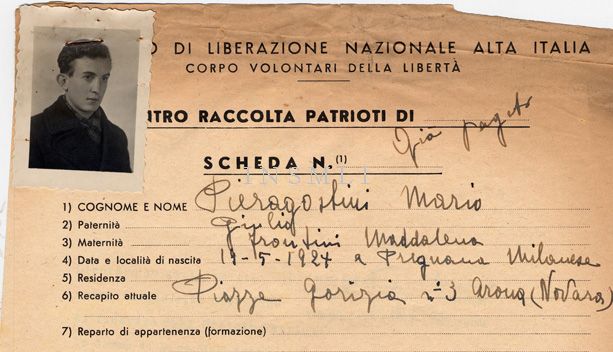 O DI LIBERAZIONE NAZIONALE ALTA ITALIA
CORPO VOLONTARI DELLA LIBERTÀ
NTRO RACCOLTA PATRIOTI DI
Già pagato
SCHEDA N. (1)
INSMLI
1) COGNOME E NOME Pieragostini Mario
2) Paternità Giulio
3) Maternità Frontini Maddalena
4) Data e località di nascita 11-5-1924 a Pregnana Milanese
5) Residenza
6) Recapito attuale Piazza Gorizia n° 3 Arona (Novara)
7) Reparto di appartenenza (formazione)